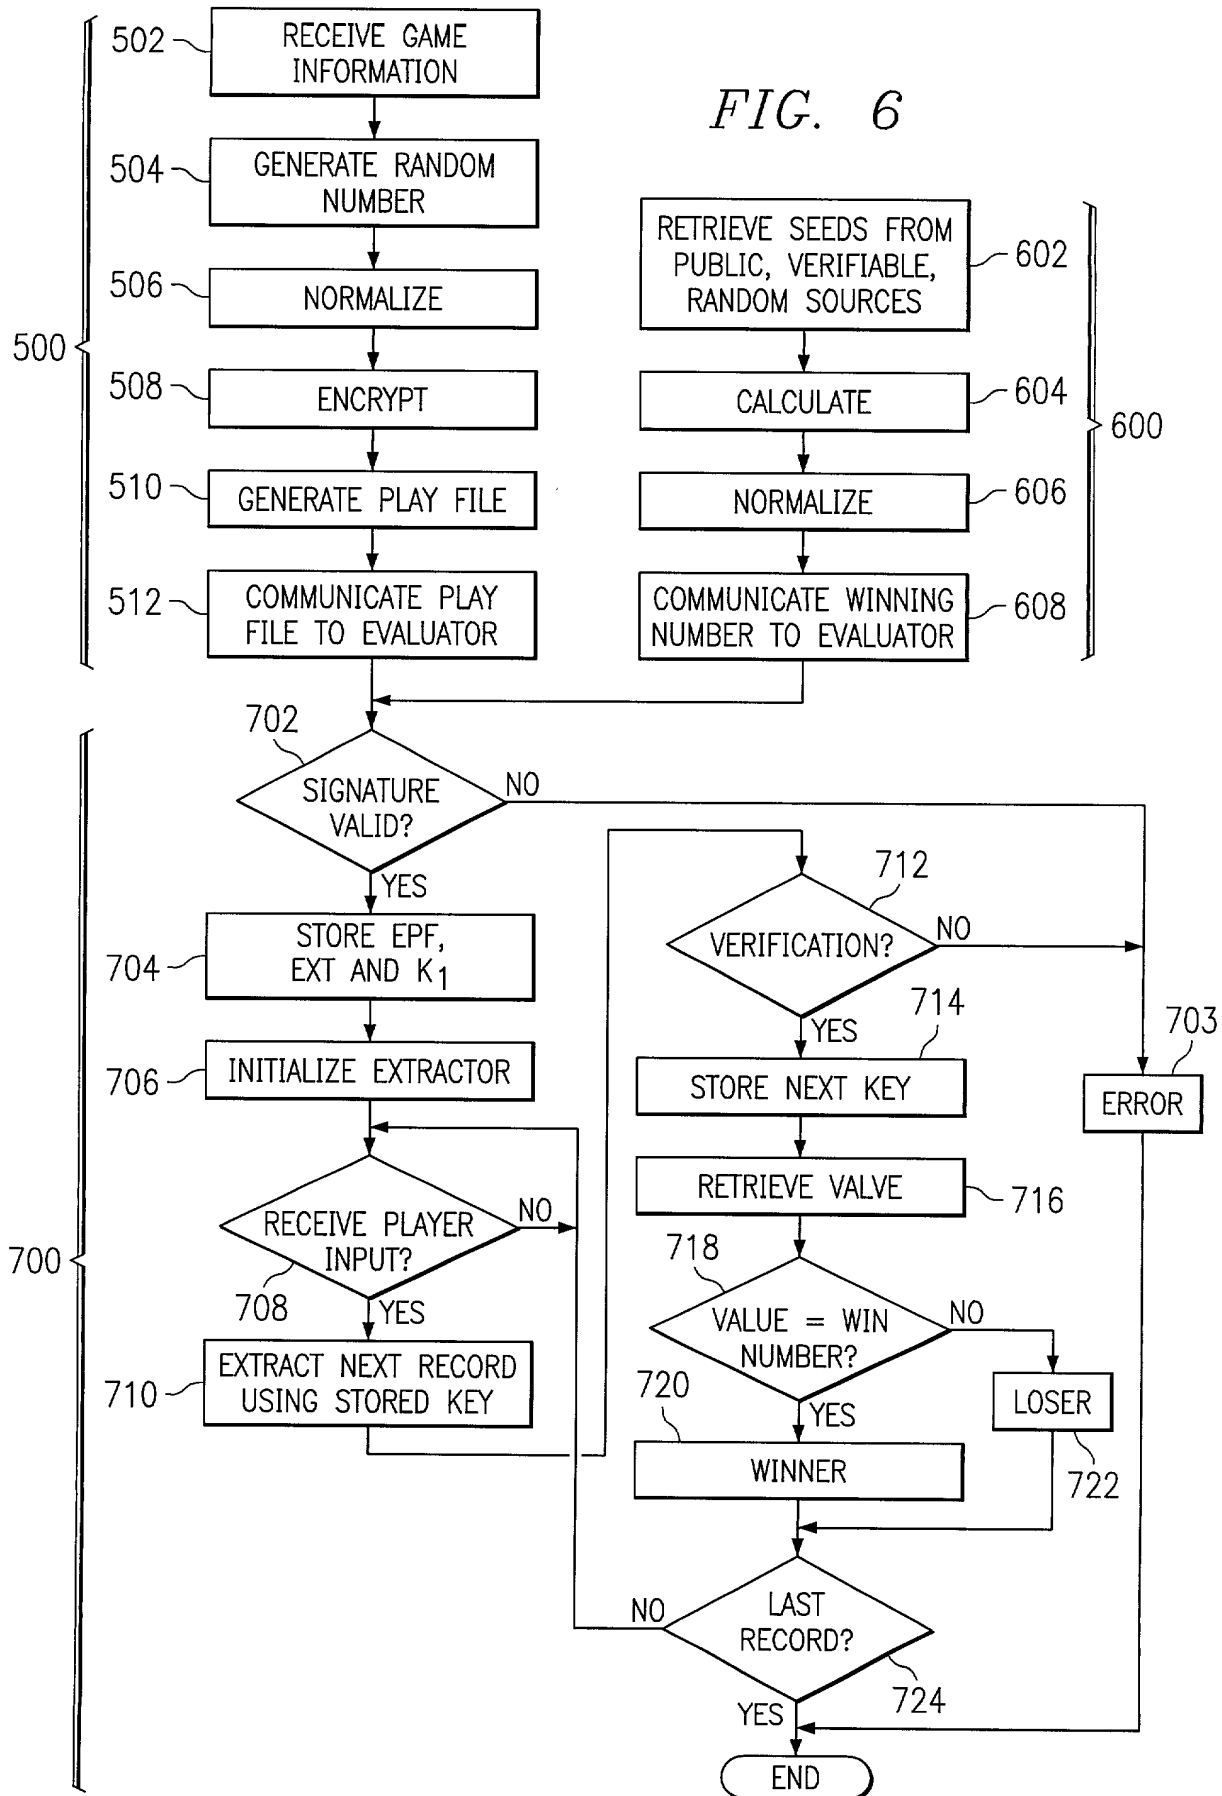 FIG. 6
502
RECEIVE GAME
INFORMATION
504
GENERATE RANDOM
NUMBER
506
NORMALIZE
508
ENCRYPT
510
GENERATE PLAY FILE
512
COMMUNICATE PLAY
FILE TO EVALUATOR
500
RETRIEVE SEEDS FROM
PUBLIC, VERIFIABLE,
RANDOM SOURCES
602
CALCULATE
604
NORMALIZE
606
COMMUNICATE WINNING
NUMBER TO EVALUATOR
608
600
702
SIGNATURE
VALID?
NO
YES
704
STORE EPF,
EXT AND K1
706
INITIALIZE EXTRACTOR
RECEIVE PLAYER
INPUT?
NO
708
YES
710
EXTRACT NEXT RECORD
USING STORED KEY
700
712
VERIFICATION?
NO
YES
714
STORE NEXT KEY
703
ERROR
RETRIEVE VALVE
716
718
VALUE = WIN
NUMBER?
NO
YES
720
WINNER
LOSER
722
LAST
RECORD?
NO
724
YES
END